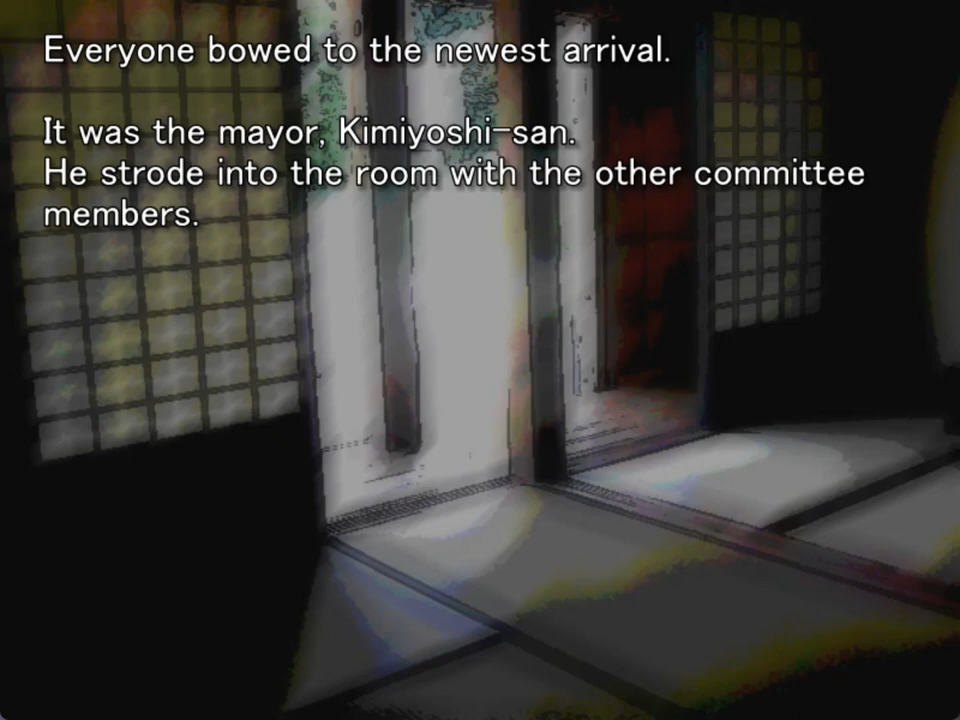 Everyone bowed to the newest arrival.
It was the mayor, Kimiyoshi-san.
He strode into the room with the other committee
members.